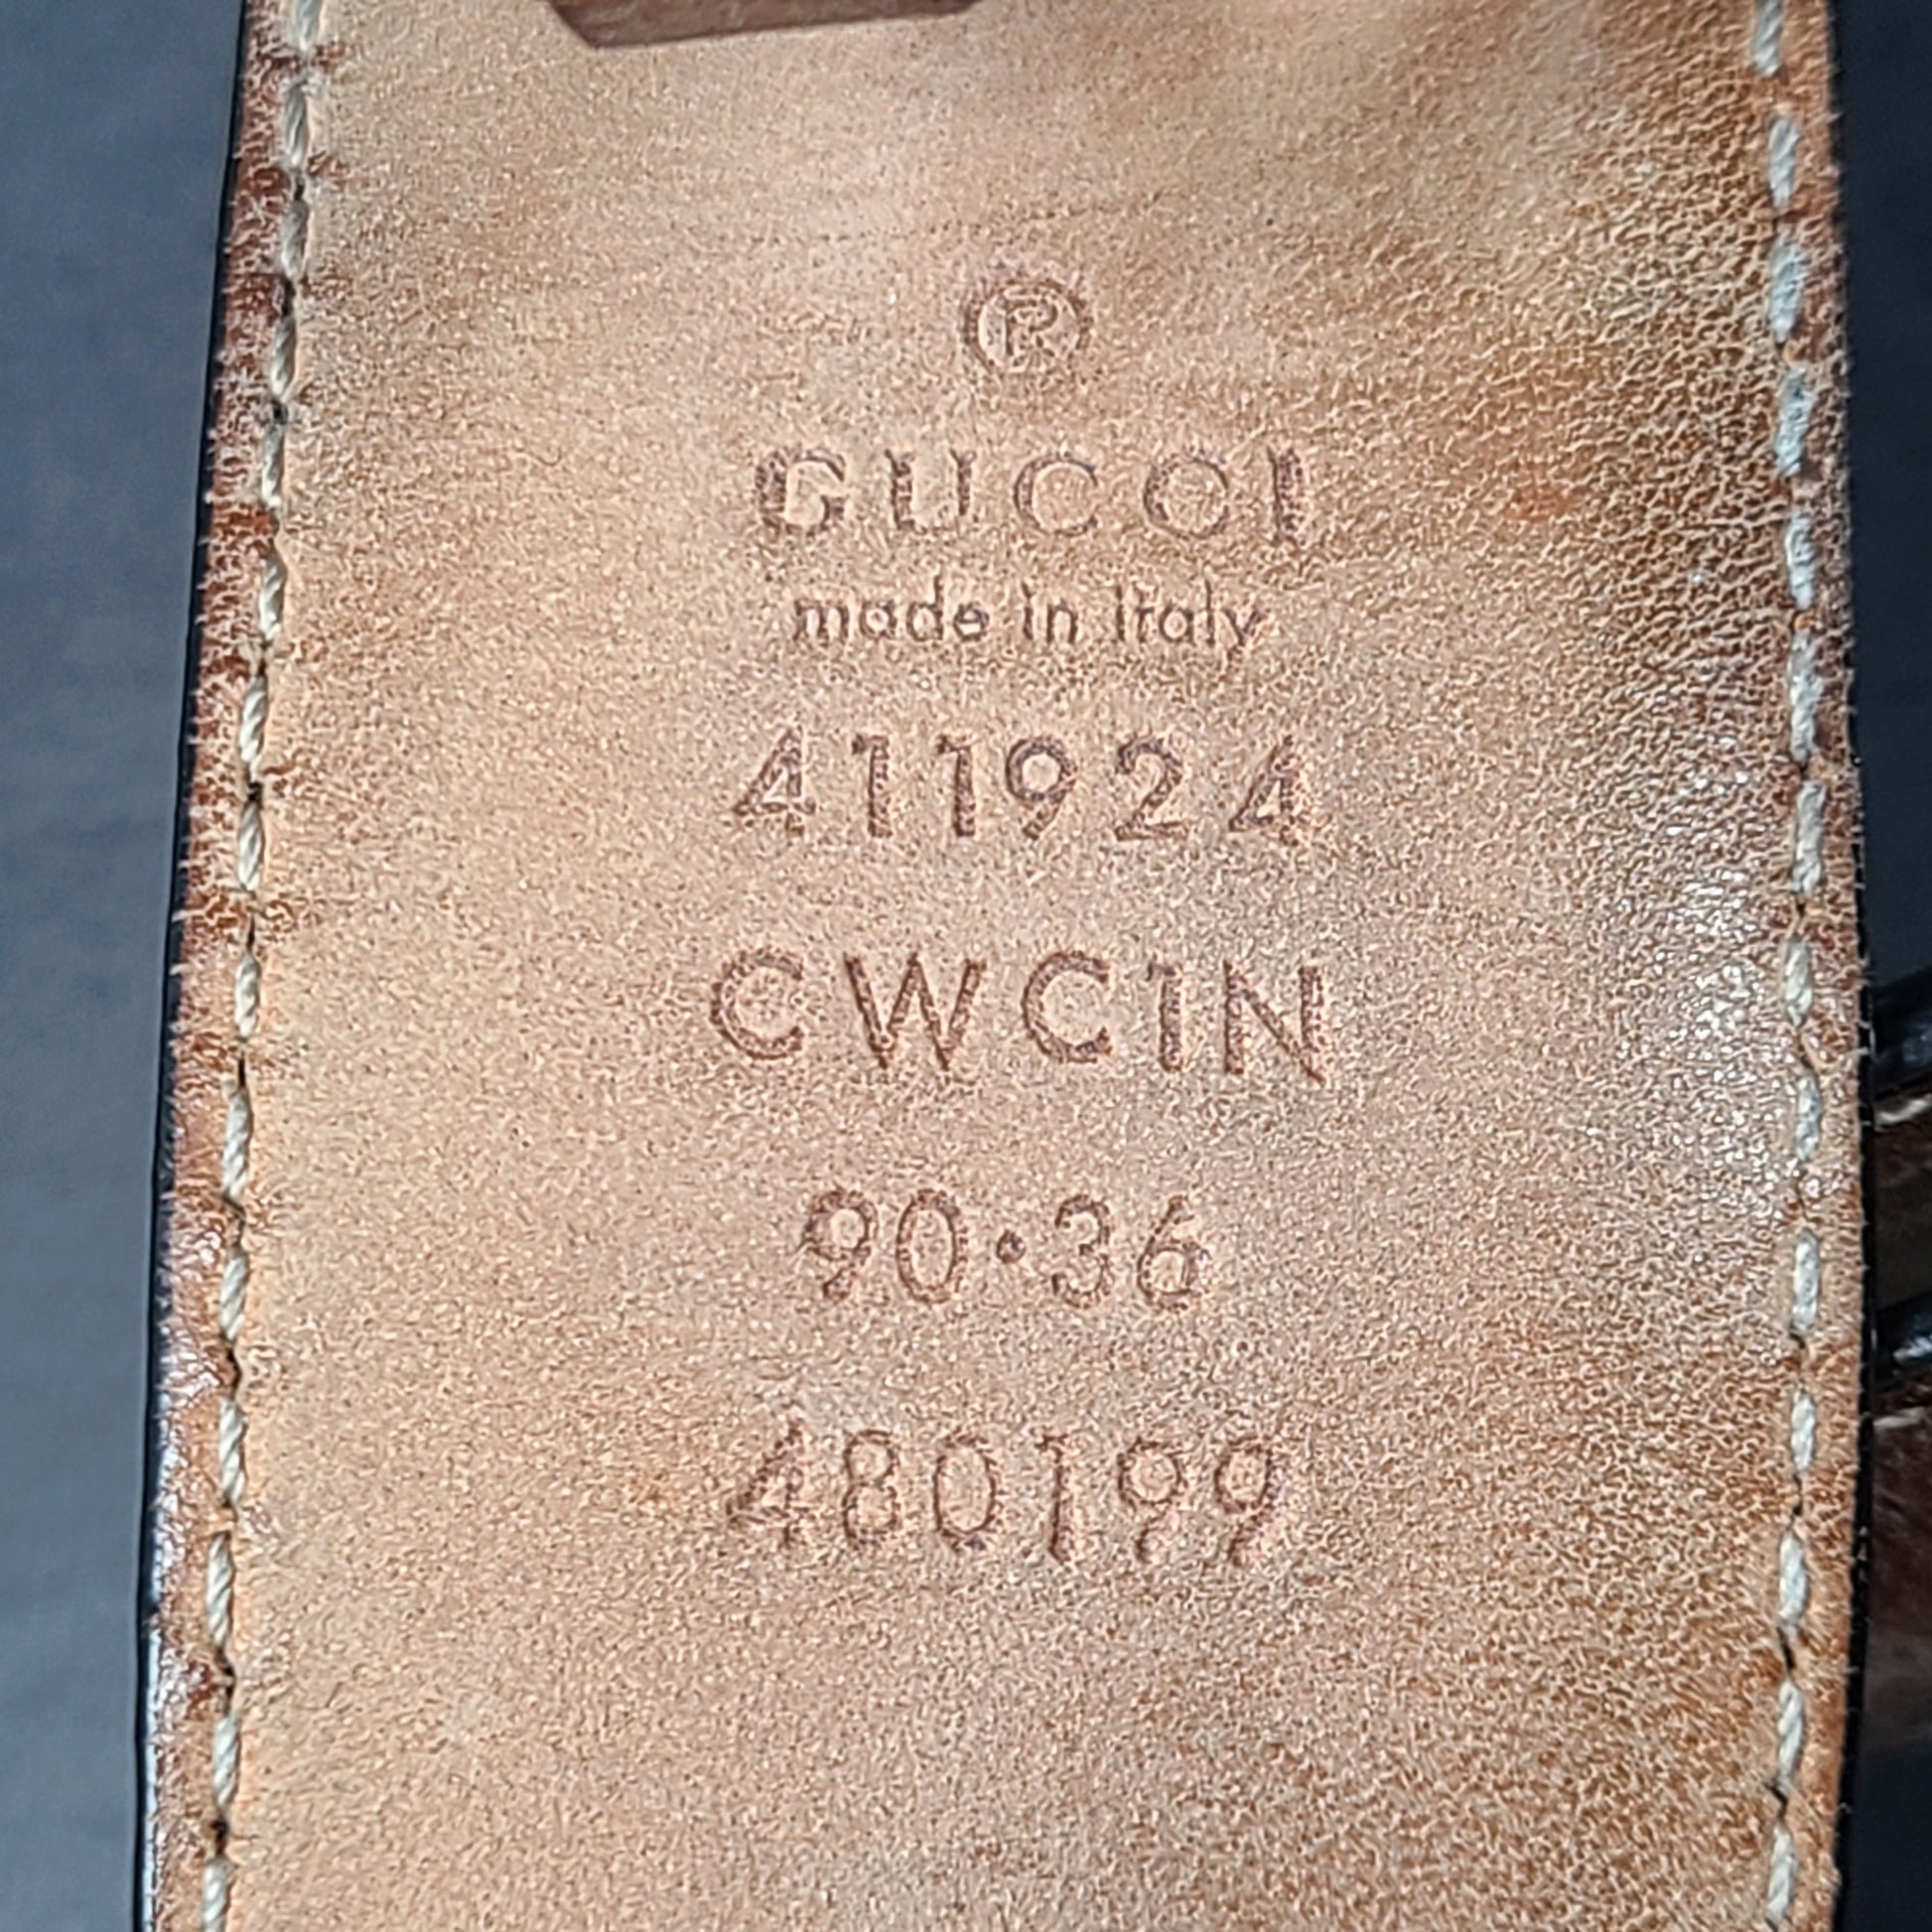 ®
GUCCI
made in italy
411924
CWC1N
90·36
480199